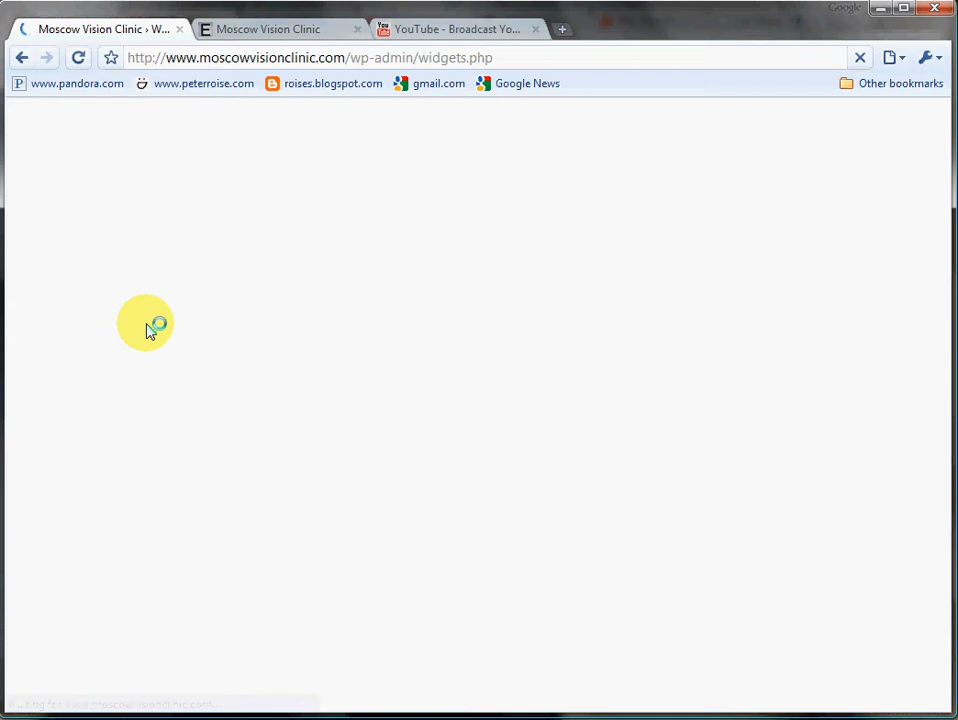 Google
Moscow Vision Clinic › W...
Moscow Vision Clinic
YouTube - Broadcast Yo...
http://www.moscowvisionclinic.com/wp-admin/widgets.php
www.pandora.com
www.peterroise.com
roises.blogspot.com
gmail.com
Google News
Other bookmarks